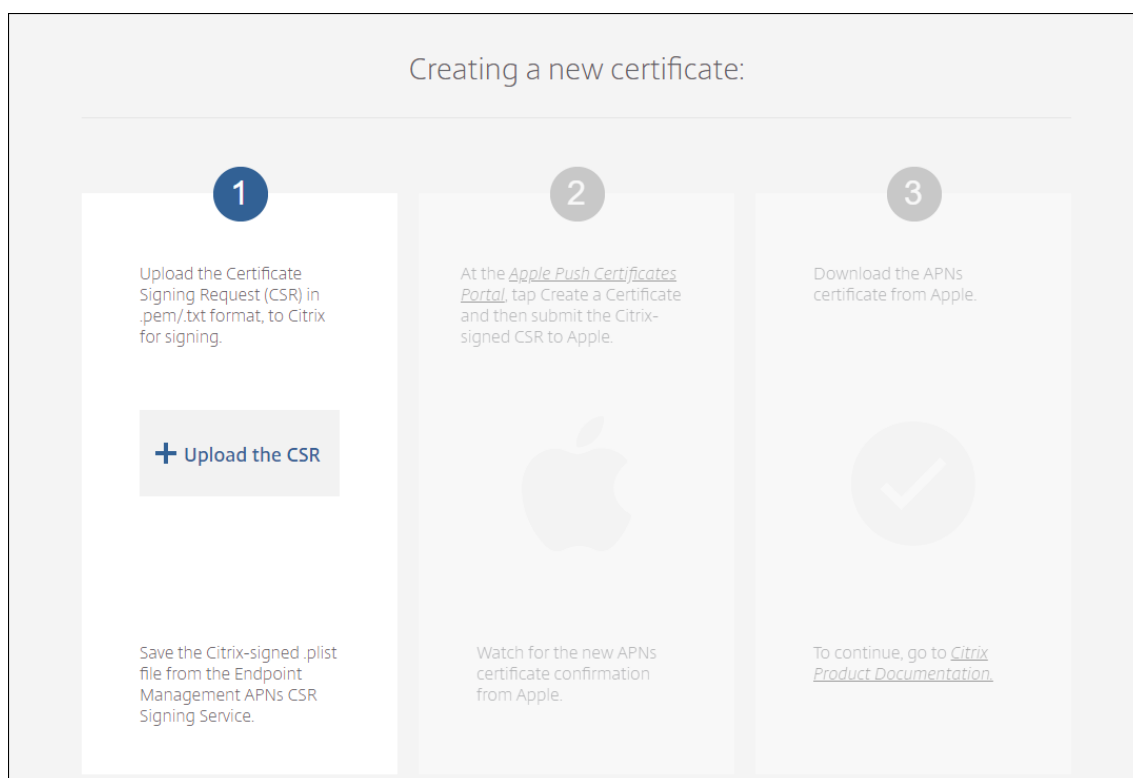 Creating a new certificate:
1
Upload the Certificate
Signing Request (CSR) in
.pem/.txt format, to Citrix
for signing.
+ Upload the CSR
Save the Citrix-signed .plist
file from the Endpoint
Management APNs CSR
Signing Service.
2
At the Apple Push Certificates
Portal, tap Create a Certificate
and then submit the Citrix-
signed CSR to Apple.
Watch for the new APNs
certificate confirmation
from Apple.
3
Download the APNs
certificate from Apple.
To continue, go to Citrix
Product Documentation.